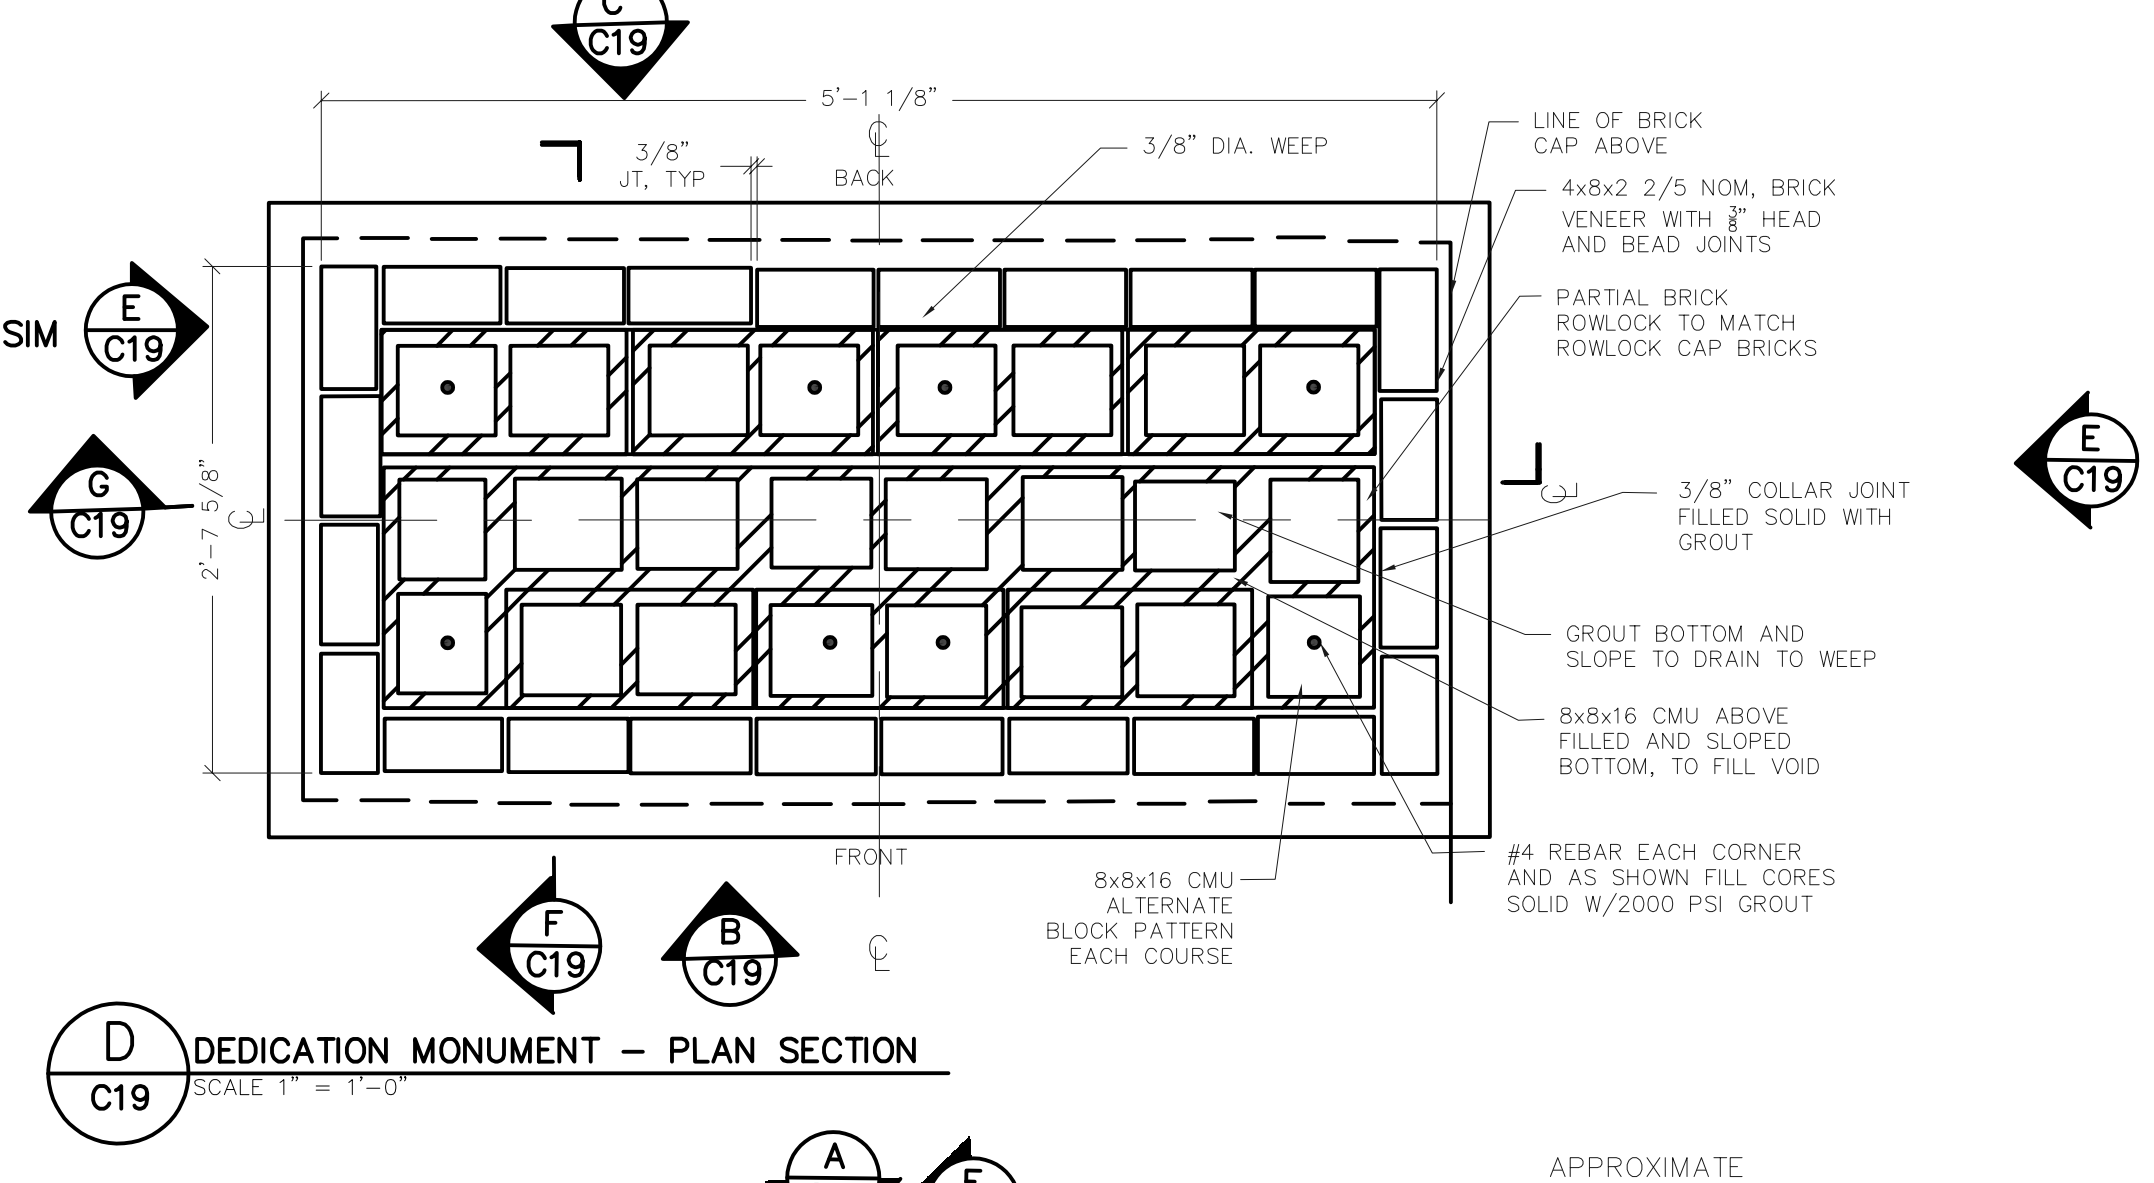 C
C19
5'-1 1/8"
C
L
3/8"
JT, TYP
BACK
3/8" DIA. WEEP
LINE OF BRICK
CAP ABOVE
4x8x2 2/5 NOM, BRICK
VENEER WITH 3/8" HEAD
AND BEAD JOINTS
PARTIAL BRICK
ROWLOCK TO MATCH
ROWLOCK CAP BRICKS
SIM
E
C19
G
C19
2'-7 5/8"
C
L
C
L
E
C19
3/8" COLLAR JOINT
FILLED SOLID WITH
GROUT
GROUT BOTTOM AND
SLOPE TO DRAIN TO WEEP
8x8x16 CMU ABOVE
FILLED AND SLOPED
BOTTOM, TO FILL VOID
#4 REBAR EACH CORNER
AND AS SHOWN FILL CORES
SOLID W/2000 PSI GROUT
FRONT
8x8x16 CMU
ALTERNATE
BLOCK PATTERN
EACH COURSE
F
C19
B
C19
C
L
D
C19
DEDICATION MONUMENT – PLAN SECTION
SCALE 1" = 1'-0"
A
APPROXIMATE